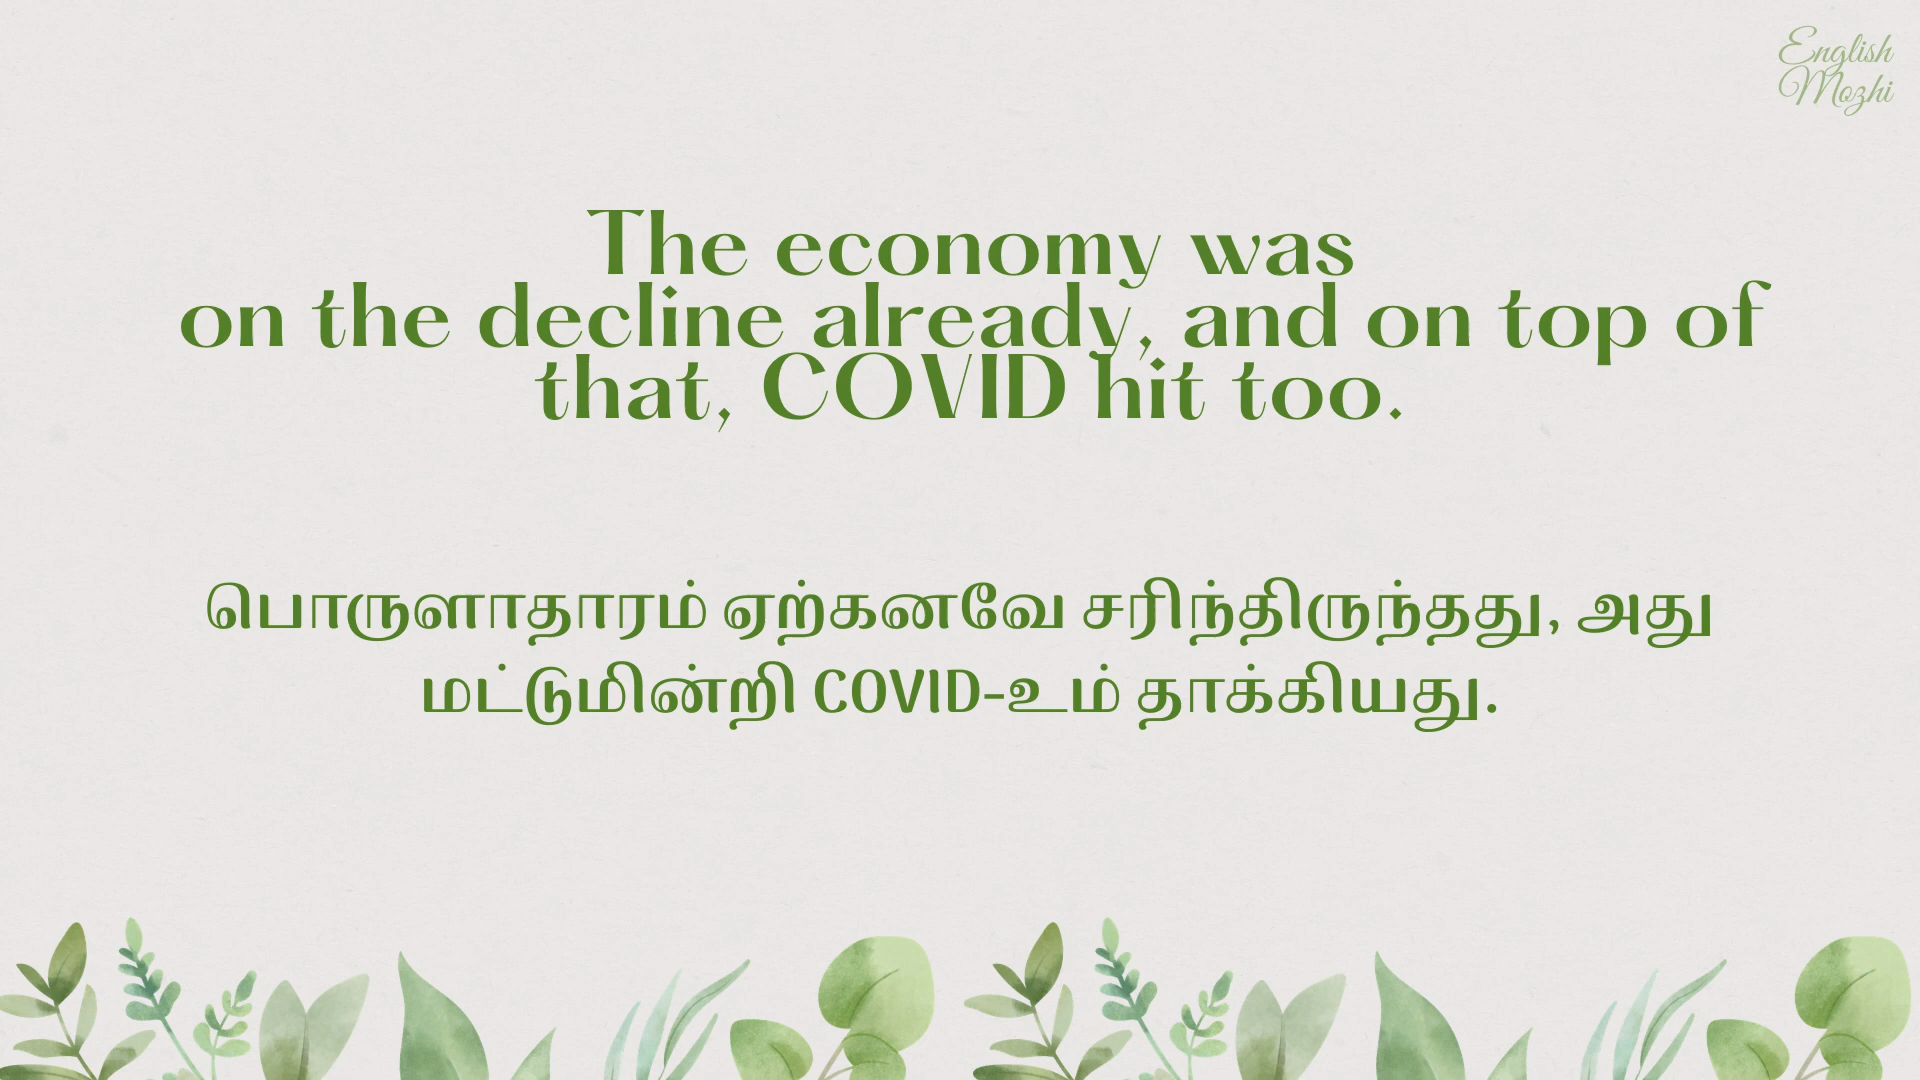 English
Mozhi
The economy was
on the decline already, and on top of
that, COVID hit too.
பொருளாதாரம் ஏற்கனவே சரிந்திருந்தது, அது
மட்டுமின்றி COVID-உம் தாக்கியது.